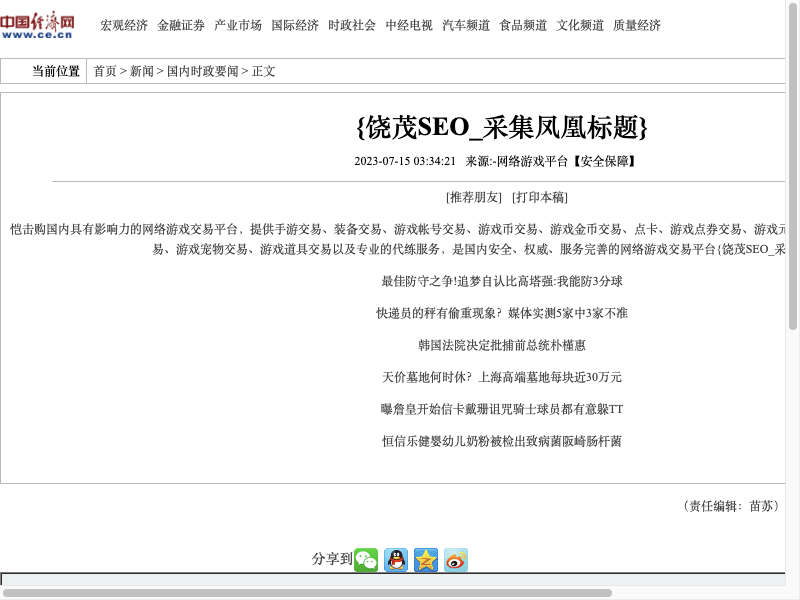 中国经济网
www.ce.cn
宏观经济 金融证券 产业市场 国际经济 时政社会 中经电视 汽车频道 食品频道 文化频道 质量经济
当前位置 首页 > 新闻 > 国内时政要闻 > 正文
{饶茂SEO_采集凤凰标题}
2023-07-15 03:34:21 来源:-网络游戏平台【安全保障】
[推荐朋友] [打印本稿]
恺击购国内具有影响力的网络游戏交易平台，提供手游交易、装备交易、游戏帐号交易、游戏币交易、游戏金币交易、点卡、游戏点券交易、游戏元
易、游戏宠物交易、游戏道具交易以及专业的代练服务，是国内安全、权威、服务完善的网络游戏交易平台{饶茂SEO_采
最佳防守之争!追梦自认比高塔强:我能防3分球
快递员的秤有偷重现象？媒体实测5家中3家不准
韩国法院决定批捕前总统朴槿惠
天价墓地何时休？上海高端墓地每块近30万元
曝詹皇开始信卡戴珊诅咒骑士球员都有意躲TT
恒信乐健婴幼儿奶粉被检出致病菌阪崎肠杆菌
（责任编辑：苗苏）
分享到